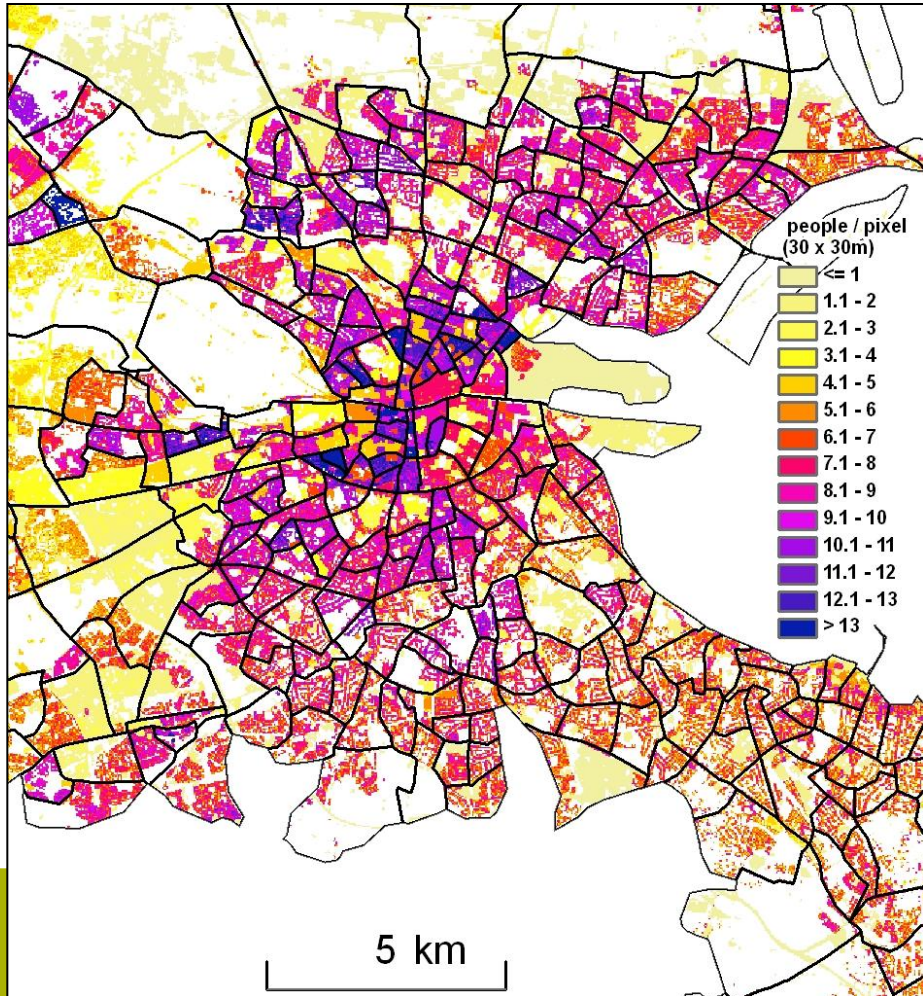 people / pixel
(30 x 30m)
<= 1
1.1 - 2
2.1 - 3
3.1 - 4
4.1 - 5
5.1 - 6
6.1 - 7
7.1 - 8
8.1 - 9
9.1 - 10
10.1 - 11
11.1 - 12
12.1 - 13
> 13
5 km